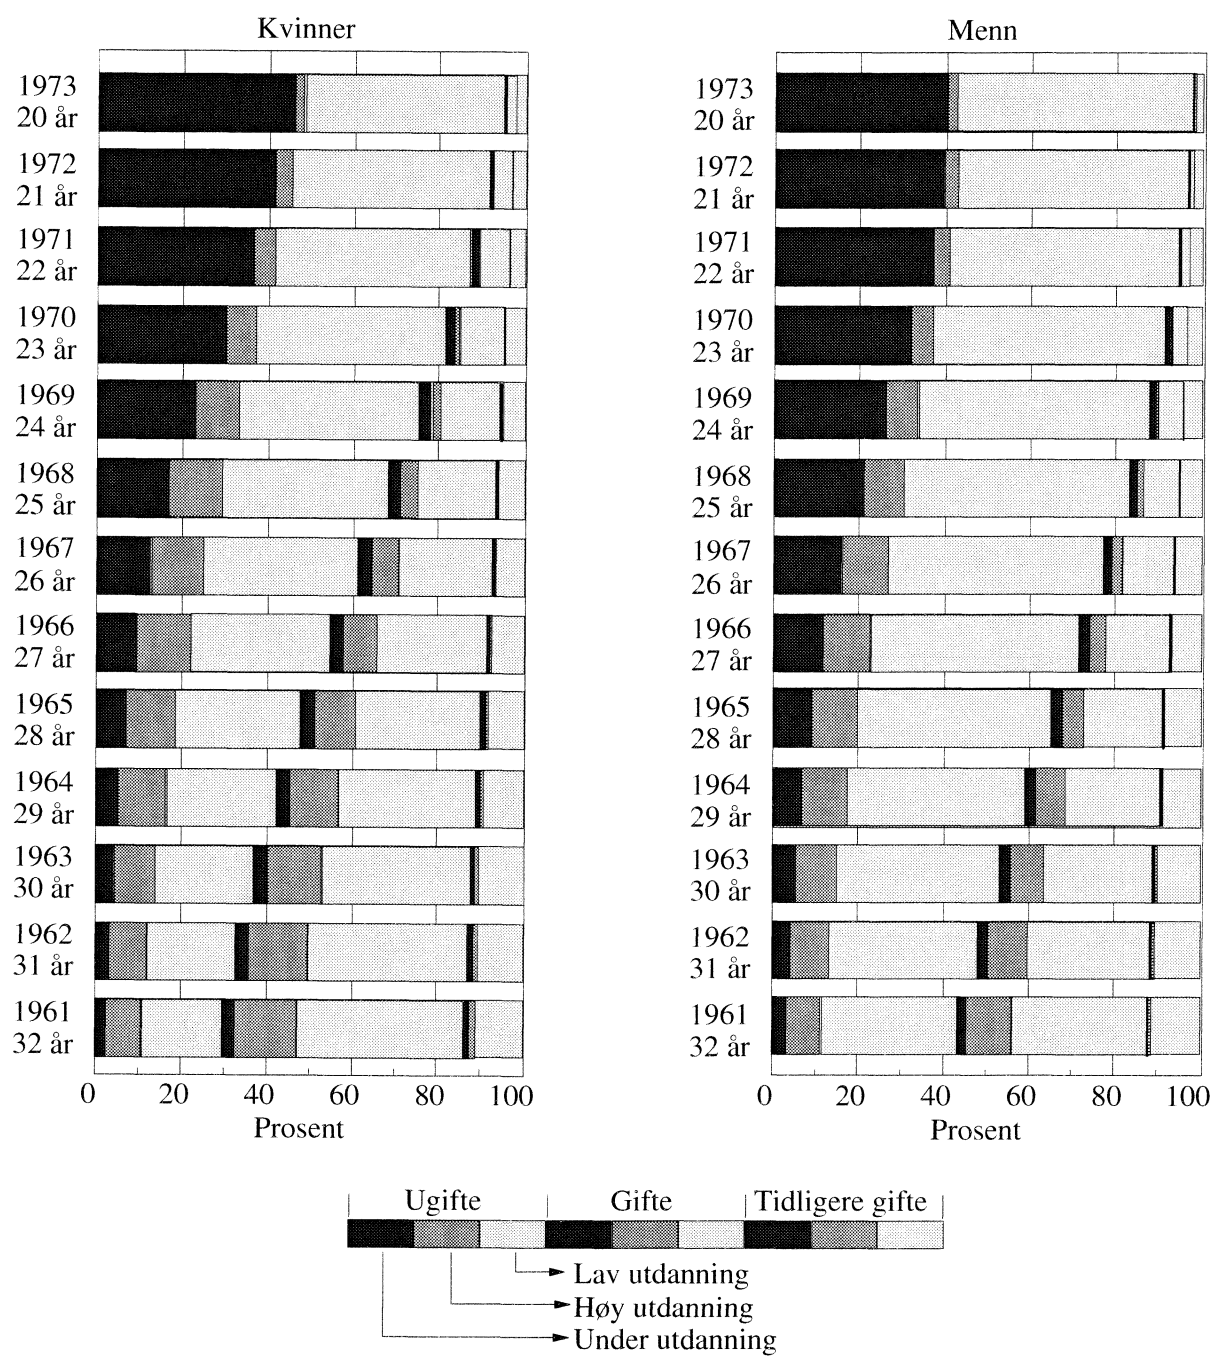 Kvinner
1973
20 år
1972
21 år
1971
22 år
1970
23 år
1969
24 år
1968
25 år
1967
26 år
1966
27 år
1965
28 år
1964
29 år
1963
30 år
1962
31 år
1961
32 år
0 20 40 60 80 100
Prosent
Menn
1973
20 år
1972
21 år
1971
22 år
1970
23 år
1969
24 år
1968
25 år
1967
26 år
1966
27 år
1965
28 år
1964
29 år
1963
30 år
1962
31 år
1961
32 år
0 20 40 60 80 100
Prosent
Ugifte Gifte Tidligere gifte
Lav utdanning
Høy utdanning
Under utdanning